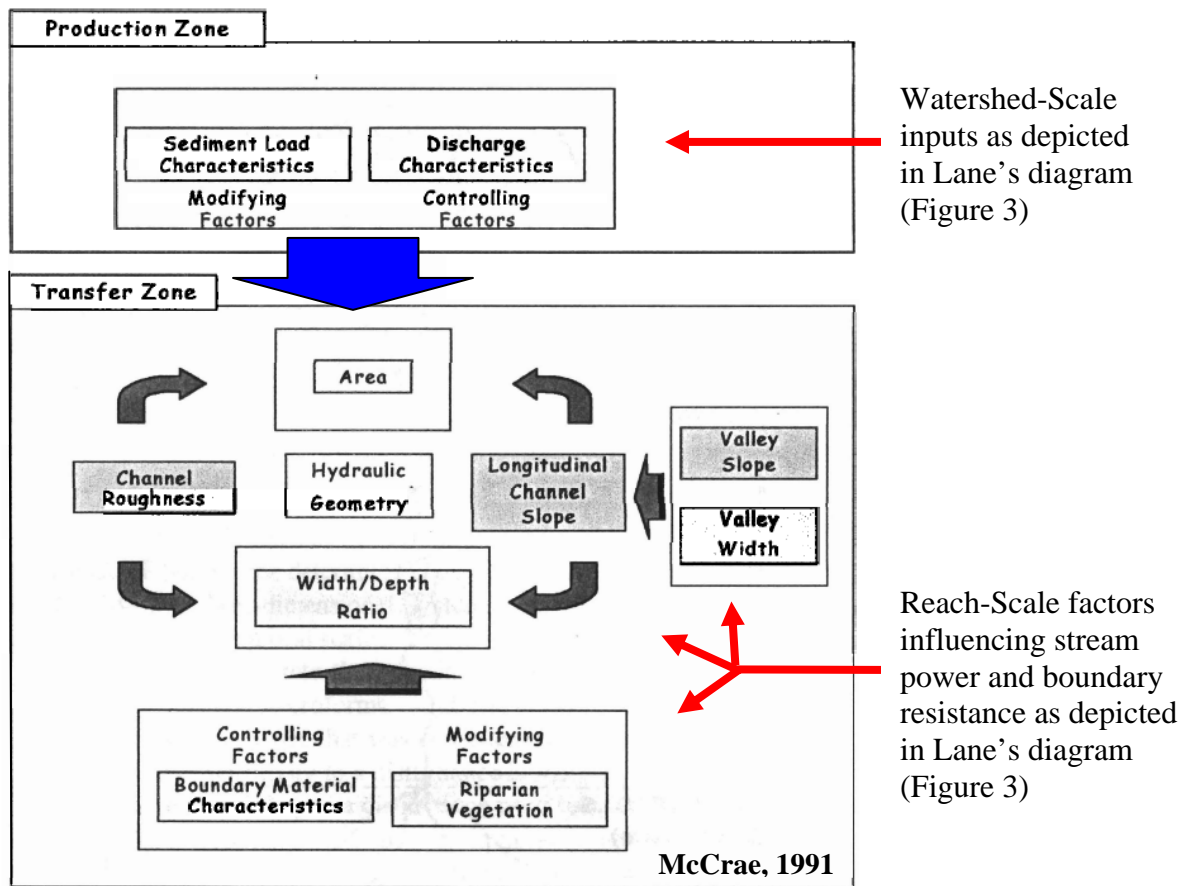 Production Zone
Sediment Load
Characteristics
Modifying
Factors
Discharge
Characteristics
Controlling
Factors
Watershed-Scale
inputs as depicted
in Lane's diagram
(Figure 3)
Transfer Zone
Area
Channel
Roughness
Hydraulic
Geometry
Longitudinal
Channel
Slope
Valley
Slope
Valley
Width
Width/Depth
Ratio
Controlling
Factors
Boundary Material
Characteristics
Modifying
Factors
Riparian
Vegetation
Reach-Scale factors
influencing stream
power and boundary
resistance as depicted
in Lane's diagram
(Figure 3)
McCrae, 1991